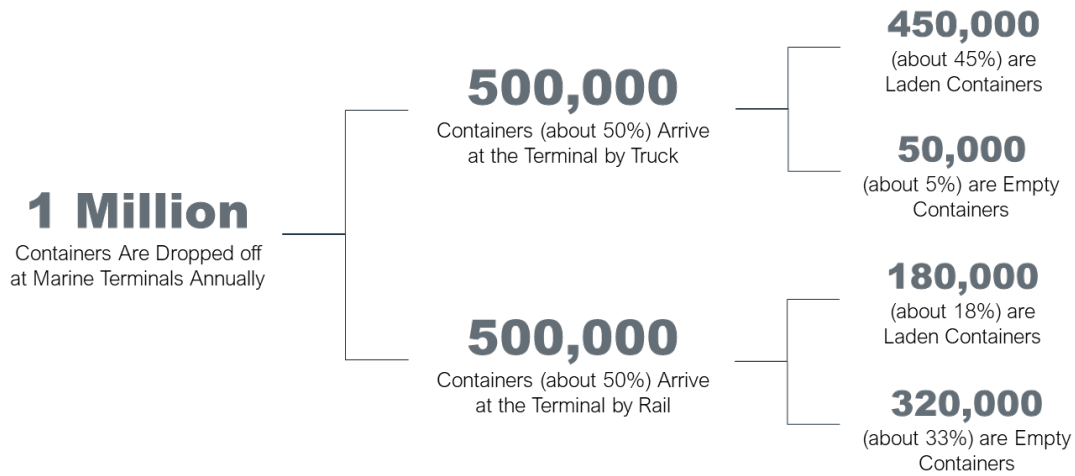 1 Million
Containers Are Dropped off
at Marine Terminals Annually
500,000
Containers (about 50%) Arrive
at the Terminal by Truck
450,000
(about 45%) are
Laden Containers
50,000
(about 5%) are Empty
Containers
500,000
Containers (about 50%) Arrive
at the Terminal by Rail
180,000
(about 18%) are
Laden Containers
320,000
(about 33%) are Empty
Containers